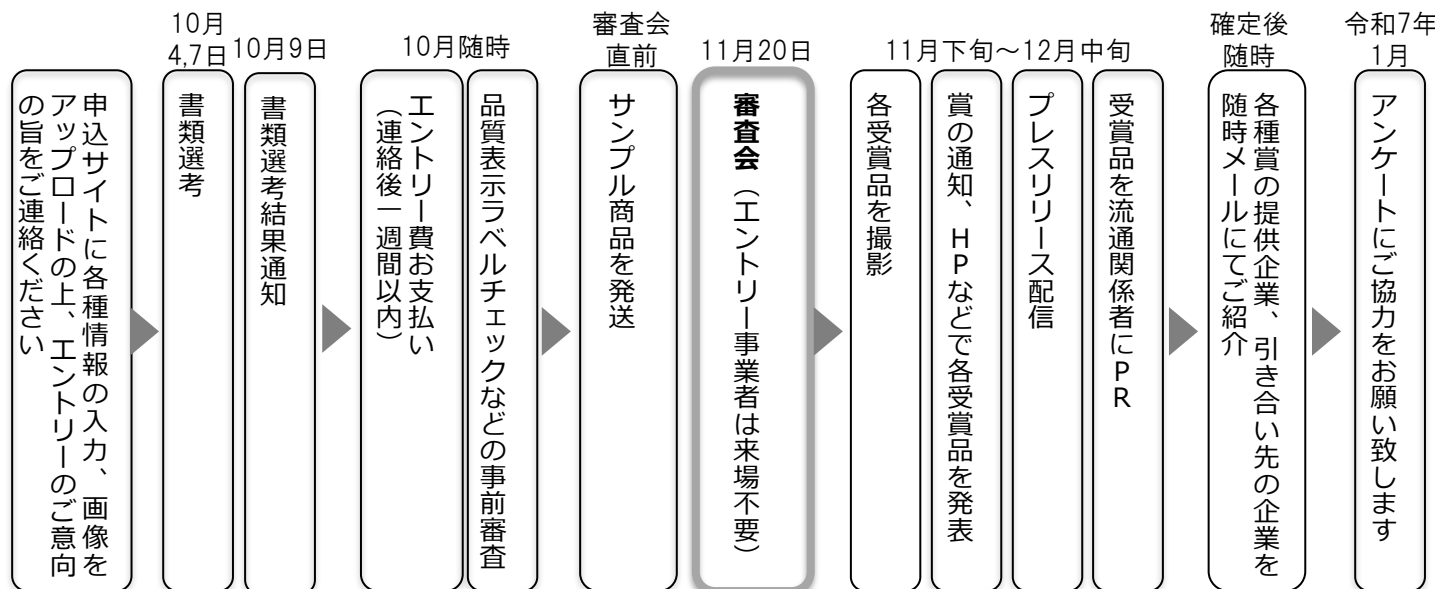 申込サイトに各種情報の入力、画像を
アップロードの上、エントリーのご意向
の旨をご連絡ください
10月
4,7日
書類選考
10月9日
書類選考結果通知
10月随時
エントリー費お支払い
(連絡後一週間以内)
品質表示ラベルチェックなどの事前審査
審査会
直前
サンプル商品を発送
11月20日
審査会(エントリー事業者は来場不要)
11月下旬～12月中旬
各受賞品を撮影
賞の通知、HPなどで各受賞品を発表
プレスリリース配信
受賞品を流通関係者にPR
確定後
随時
各種賞の提供企業、引き合い先の企業を
随時メールにてご紹介
令和7年
1月
アンケートにご協力をお願い致します